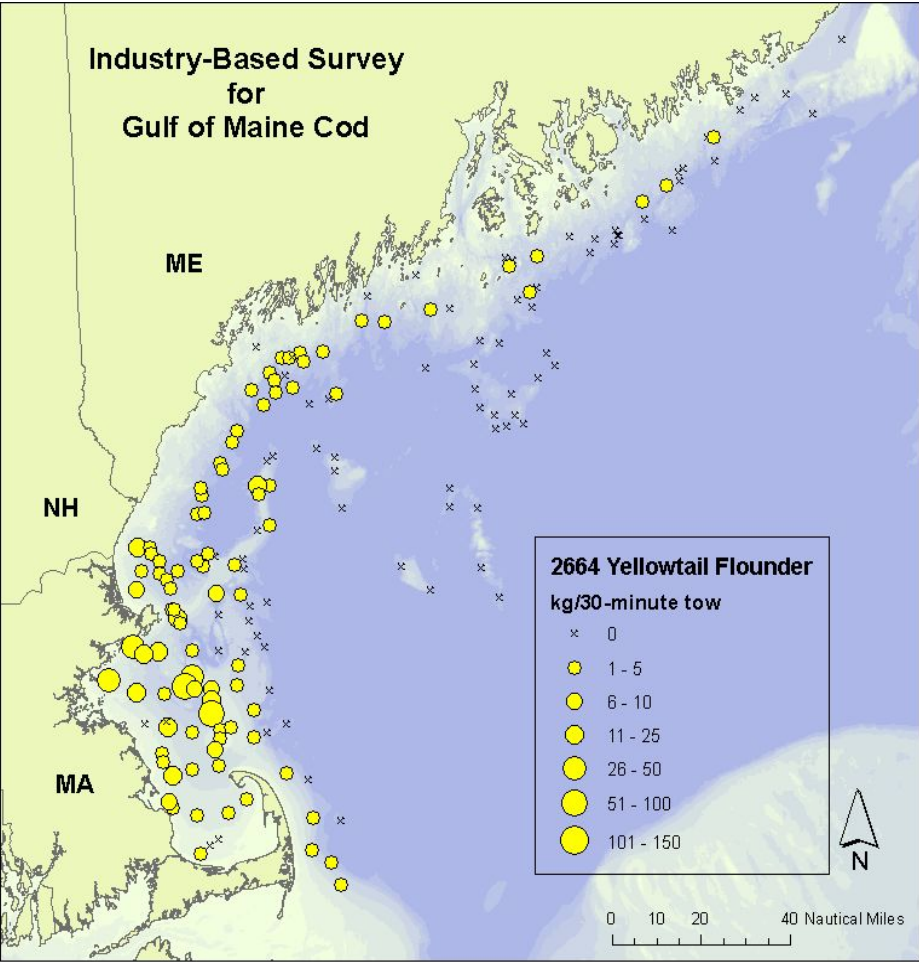 Industry-Based Survey
for
Gulf of Maine Cod
ME
NH
MA
2664 Yellowtail Flounder
kg/30-minute tow
0
1 - 5
6 - 10
11 - 25
26 - 50
51 - 100
101 - 150
N
0 10 20 40 Nautical Miles